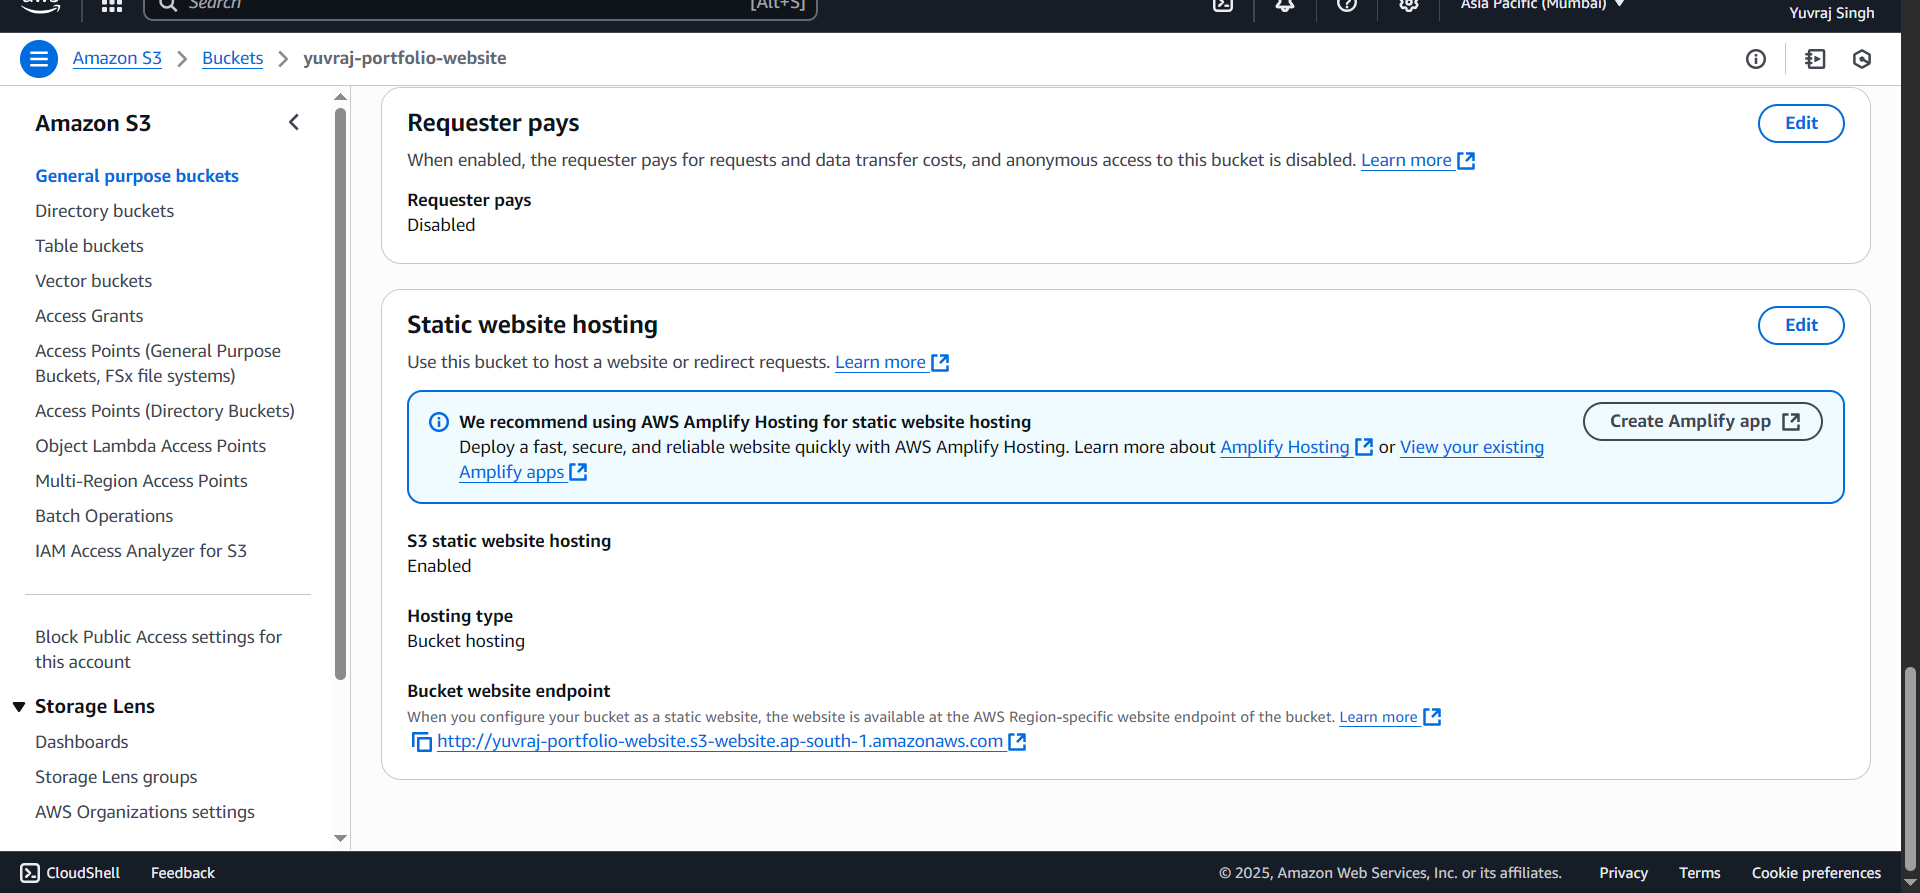 aws
Search
[Alt+S]
Asia Pacific (Mumbai)
Yuvraj Singh
Amazon S3
Buckets
yuvraj-portfolio-website
Amazon S3
General purpose buckets
Directory buckets
Table buckets
Vector buckets
Access Grants
Access Points (General Purpose
Buckets, FSx file systems)
Access Points (Directory Buckets)
Object Lambda Access Points
Multi-Region Access Points
Batch Operations
IAM Access Analyzer for S3
Block Public Access settings for
this account
Storage Lens
Dashboards
Storage Lens groups
AWS Organizations settings
Requester pays
Edit
When enabled, the requester pays for requests and data transfer costs, and anonymous access to this bucket is disabled. Learn more
Requester pays
Disabled
Static website hosting
Edit
Use this bucket to host a website or redirect requests. Learn more
We recommend using AWS Amplify Hosting for static website hosting
Create Amplify app
Deploy a fast, secure, and reliable website quickly with AWS Amplify Hosting. Learn more about Amplify Hosting or View your existing
Amplify apps
S3 static website hosting
Enabled
Hosting type
Bucket hosting
Bucket website endpoint
When you configure your bucket as a static website, the website is available at the AWS Region-specific website endpoint of the bucket. Learn more
http://yuvraj-portfolio-website.s3-website.ap-south-1.amazonaws.com
CloudShell
Feedback
© 2025, Amazon Web Services, Inc. or its affiliates.
Privacy
Terms
Cookie preferences